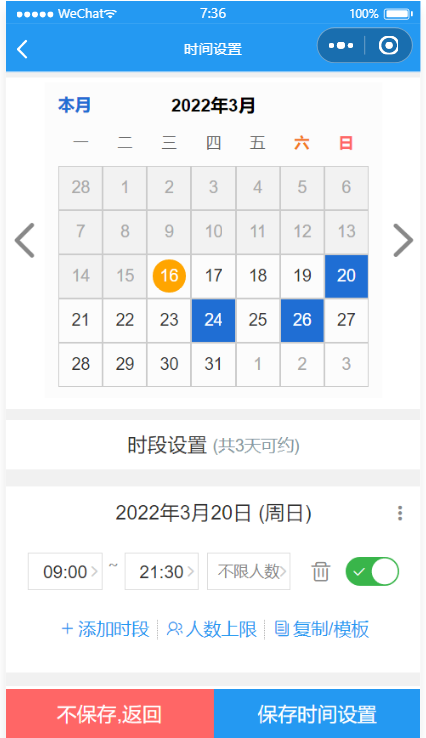 WeChat 7:36 100%
时间设置
本月 2022年3月
一 二 三 四 五 六 日
28 1 2 3 4 5 6
7 8 9 10 11 12 13
14 15 16 17 18 19 20
21 22 23 24 25 26 27
28 29 30 31 1 2 3
时段设置 (共3天可约)
2022年3月20日 (周日)
09:00 ~ 21:30 不限人数
+ 添加时段 人数上限 复制/模板
不保存,返回 保存时间设置